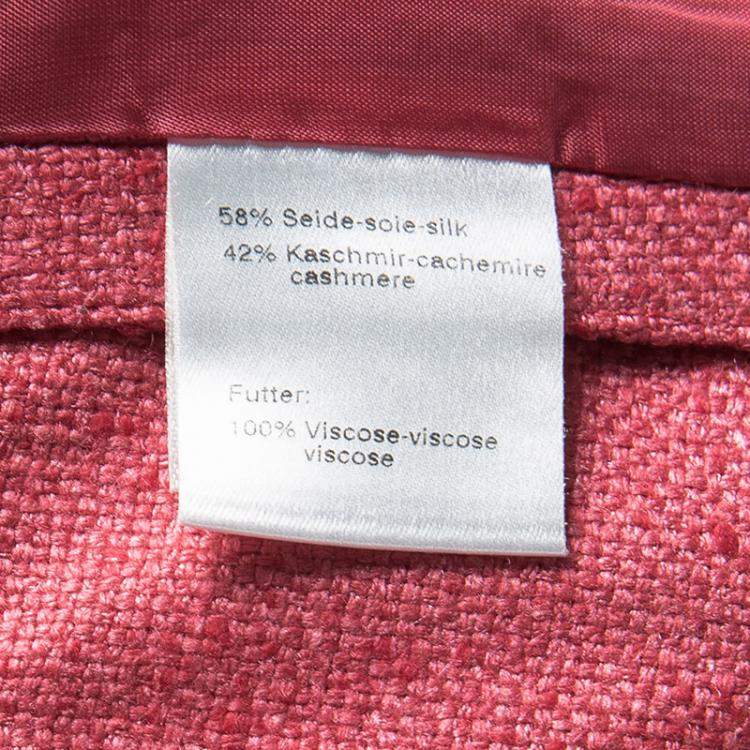 58% Seide-soie-silk
42% Kaschmir-cachemire
cashmere
Futter:
100% Viscose-viscose
viscose